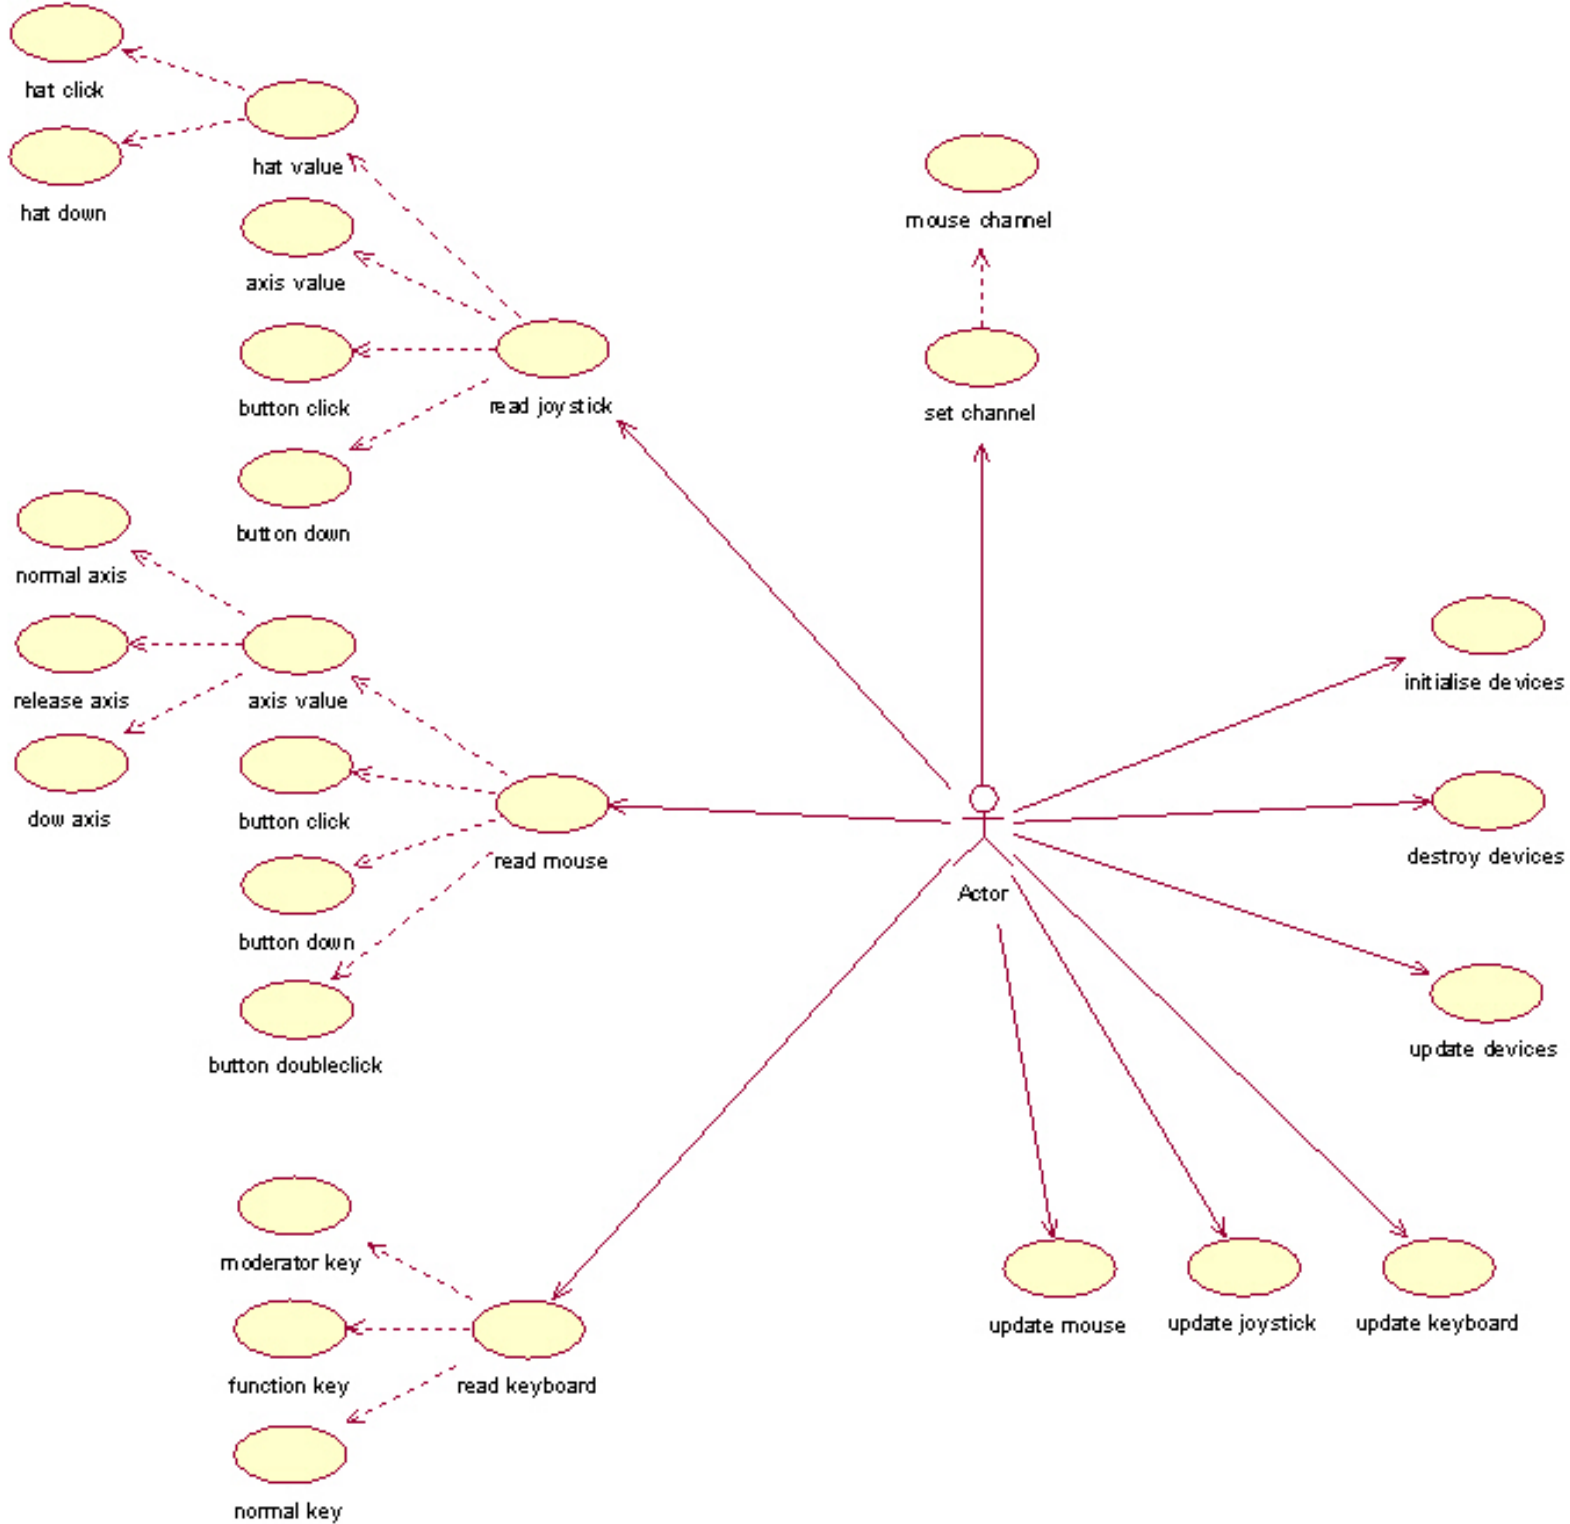 hat click
hat value
hat down
mouse channel
axis value
button click
read joystick
set channel
button down
normal axis
release axis
axis value
initialise devices
dow axis
button click
read mouse
destroy devices
Actor
button down
update devices
button doubleclick
moderator key
update mouse
update joystick
update keyboard
function key
read keyboard
normal key